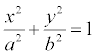 x²/a² + y²/b² = 1